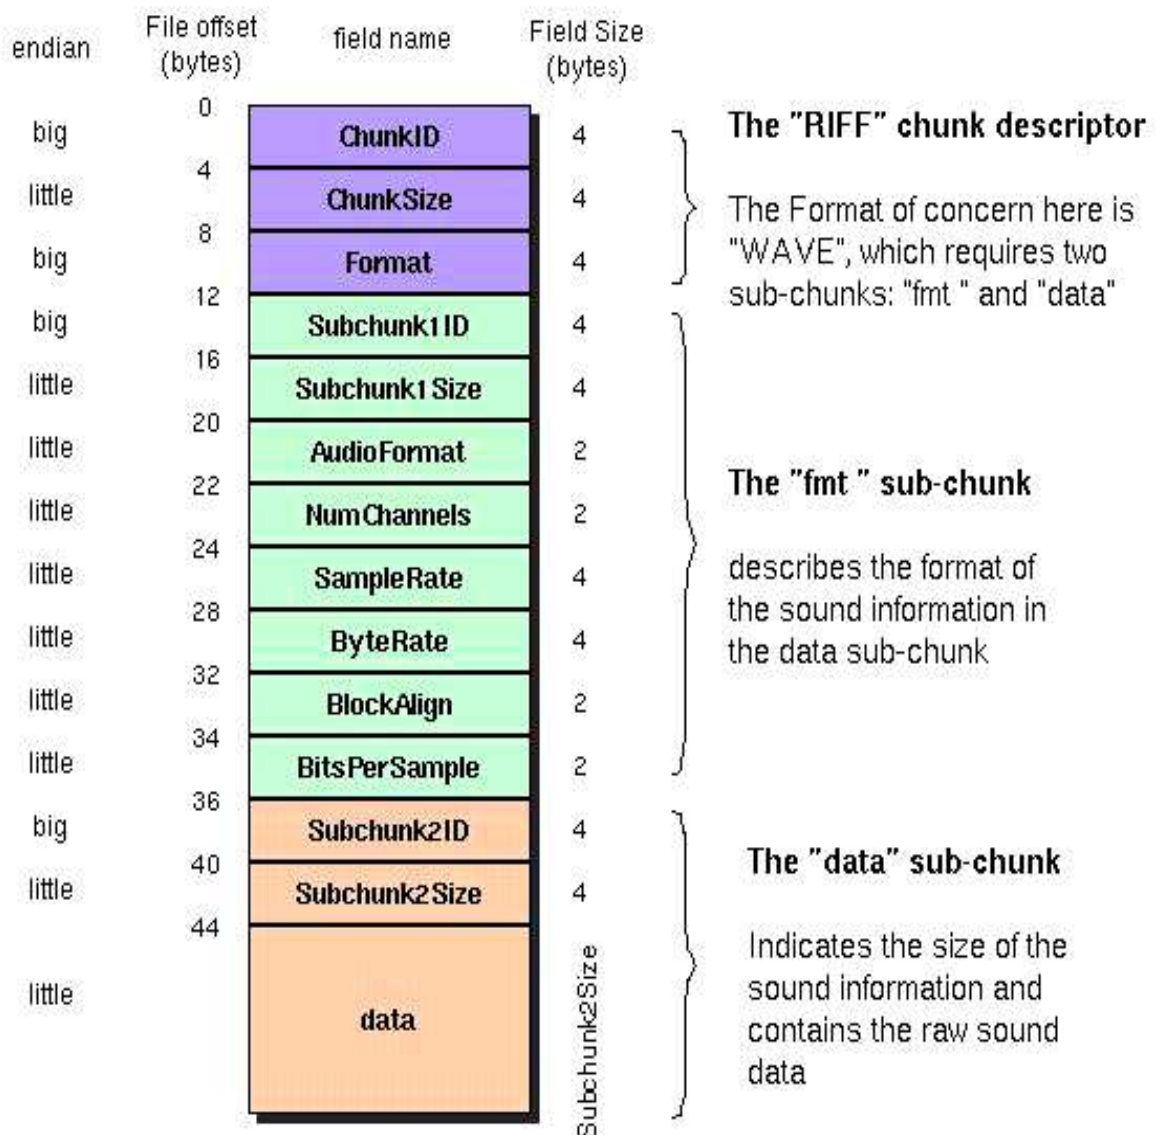 endian
File offset
(bytes)
field name
Field Size
(bytes)
0
big
ChunkID
4
4
little
ChunkSize
4
8
big
Format
4
12
big
Subchunk1ID
4
16
little
Subchunk1Size
4
20
little
AudioFormat
2
22
little
NumChannels
2
24
little
SampleRate
4
28
little
ByteRate
4
32
little
BlockAlign
2
34
little
BitsPerSample
2
36
big
Subchunk2ID
4
40
little
Subchunk2Size
4
44
little
data
Subchunk2Size
The "RIFF" chunk descriptor
The Format of concern here is
"WAVE", which requires two
sub-chunks: "fmt " and "data"
The "fmt " sub-chunk
describes the format of
the sound information in
the data sub-chunk
The "data" sub-chunk
Indicates the size of the
sound information and
contains the raw sound
data